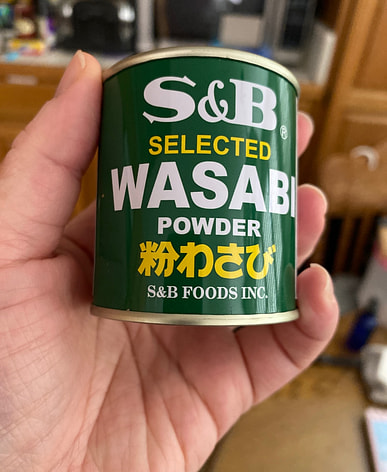 S&B®
SELECTED
WASABI
POWDER
粉わさび
S&B FOODS INC.